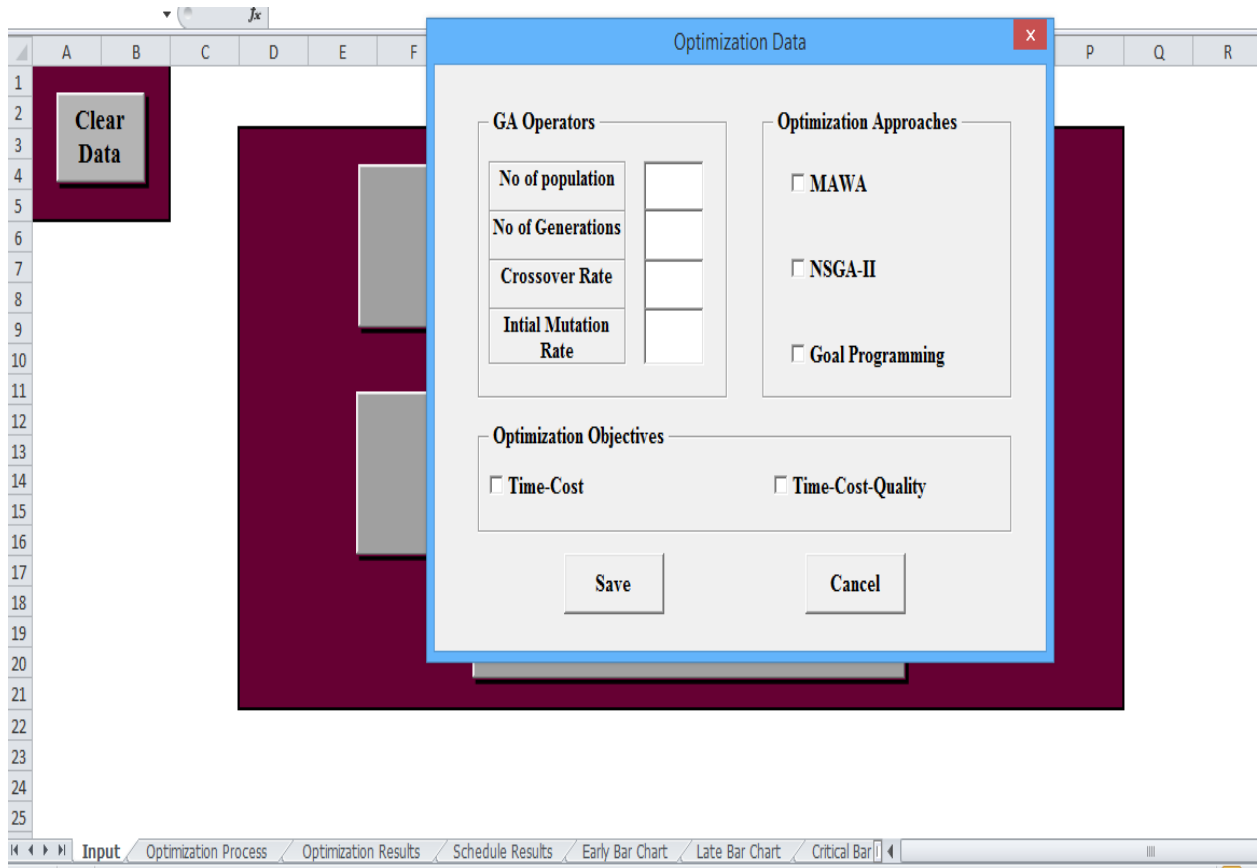 fx
Optimization Data
x
A B C D E F P Q R
1
2
3
4
5
6
7
8
9
10
11
12
13
14
15
16
17
18
19
20
21
22
23
24
25
Clear
Data
GA Operators
No of population
No of Generations
Crossover Rate
Intial Mutation
Rate
Optimization Approaches
MAWA
NSGA-II
Goal Programming
Optimization Objectives
Time-Cost Time-Cost-Quality
Save Cancel
Input Optimization Process Optimization Results Schedule Results Early Bar Chart Late Bar Chart Critical Bar